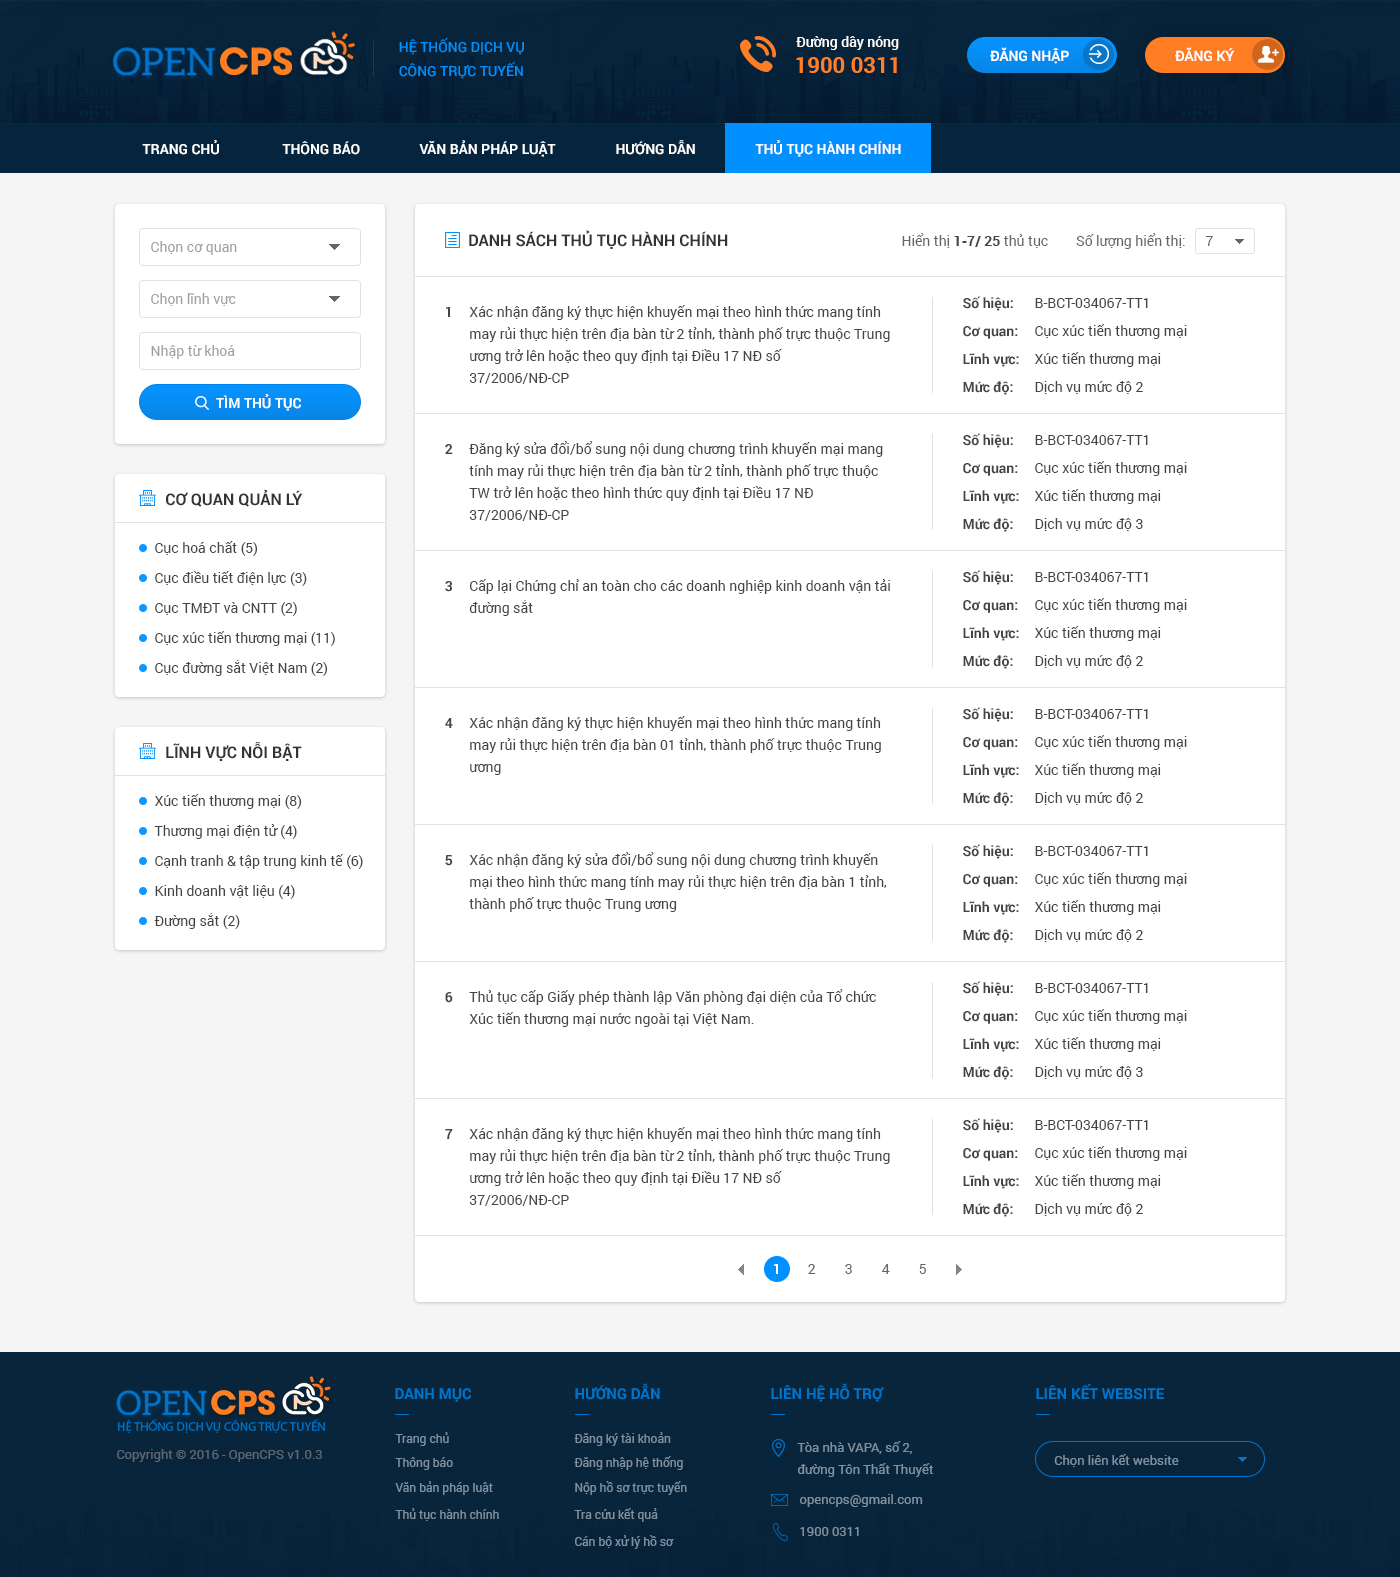 OPENCPS
HỆ THỐNG DỊCH VỤ
CÔNG TRỰC TUYẾN
Đường dây nóng
1900 0311
ĐĂNG NHẬP
ĐĂNG KÝ
TRANG CHỦ
THÔNG BÁO
VĂN BẢN PHÁP LUẬT
HƯỚNG DẪN
THỦ TỤC HÀNH CHÍNH
Chọn cơ quan
Chọn lĩnh vực
Nhập từ khoá
TÌM THỦ TỤC
CƠ QUAN QUẢN LÝ
Cục hoá chất (5)
Cục điều tiết điện lực (3)
Cục TMĐT và CNTT (2)
Cục xúc tiến thương mại (11)
Cục đường sắt Việt Nam (2)
LĨNH VỰC NỔI BẬT
Xúc tiến thương mại (8)
Thương mại điện tử (4)
Cạnh tranh & tập trung kinh tế (6)
Kinh doanh vật liệu (4)
Đường sắt (2)
DANH SÁCH THỦ TỤC HÀNH CHÍNH
Hiển thị 1-7/ 25 thủ tục
Số lượng hiển thị: 7
1 Xác nhận đăng ký thực hiện khuyến mại theo hình thức mang tính
may rủi thực hiện trên địa bàn từ 2 tỉnh, thành phố trực thuộc Trung
ương trở lên hoặc theo quy định tại Điều 17 NĐ số
37/2006/NĐ-CP
Số hiệu: B-BCT-034067-TT1
Cơ quan: Cục xúc tiến thương mại
Lĩnh vực: Xúc tiến thương mại
Mức độ: Dịch vụ mức độ 2
2 Đăng ký sửa đổi/bổ sung nội dung chương trình khuyến mại mang
tính may rủi thực hiện trên địa bàn từ 2 tỉnh, thành phố trực thuộc
TW trở lên hoặc theo hình thức quy định tại Điều 17 NĐ
37/2006/NĐ-CP
Số hiệu: B-BCT-034067-TT1
Cơ quan: Cục xúc tiến thương mại
Lĩnh vực: Xúc tiến thương mại
Mức độ: Dịch vụ mức độ 3
3 Cấp lại Chứng chỉ an toàn cho các doanh nghiệp kinh doanh vận tải
đường sắt
Số hiệu: B-BCT-034067-TT1
Cơ quan: Cục xúc tiến thương mại
Lĩnh vực: Xúc tiến thương mại
Mức độ: Dịch vụ mức độ 2
4 Xác nhận đăng ký thực hiện khuyến mại theo hình thức mang tính
may rủi thực hiện trên địa bàn 01 tỉnh, thành phố trực thuộc Trung
ương
Số hiệu: B-BCT-034067-TT1
Cơ quan: Cục xúc tiến thương mại
Lĩnh vực: Xúc tiến thương mại
Mức độ: Dịch vụ mức độ 2
5 Xác nhận đăng ký sửa đổi/bổ sung nội dung chương trình khuyến
mại theo hình thức mang tính may rủi thực hiện trên địa bàn 1 tỉnh,
thành phố trực thuộc Trung ương
Số hiệu: B-BCT-034067-TT1
Cơ quan: Cục xúc tiến thương mại
Lĩnh vực: Xúc tiến thương mại
Mức độ: Dịch vụ mức độ 2
6 Thủ tục cấp Giấy phép thành lập Văn phòng đại diện của Tổ chức
Xúc tiến thương mại nước ngoài tại Việt Nam.
Số hiệu: B-BCT-034067-TT1
Cơ quan: Cục xúc tiến thương mại
Lĩnh vực: Xúc tiến thương mại
Mức độ: Dịch vụ mức độ 3
7 Xác nhận đăng ký thực hiện khuyến mại theo hình thức mang tính
may rủi thực hiện trên địa bàn từ 2 tỉnh, thành phố trực thuộc Trung
ương trở lên hoặc theo quy định tại Điều 17 NĐ số
37/2006/NĐ-CP
Số hiệu: B-BCT-034067-TT1
Cơ quan: Cục xúc tiến thương mại
Lĩnh vực: Xúc tiến thương mại
Mức độ: Dịch vụ mức độ 2
1 2 3 4 5
OPENCPS
HỆ THỐNG DỊCH VỤ CÔNG TRỰC TUYẾN
Copyright © 2016 - OpenCPS v1.0.3
DANH MỤC
Trang chủ
Thông báo
Văn bản pháp luật
Thủ tục hành chính
HƯỚNG DẪN
Đăng ký tài khoản
Đăng nhập hệ thống
Nộp hồ sơ trực tuyến
Tra cứu kết quả
Cán bộ xử lý hồ sơ
LIÊN HỆ HỖ TRỢ
Tòa nhà VAPA, số 2,
đường Tôn Thất Thuyết
opencps@gmail.com
1900 0311
LIÊN KẾT WEBSITE
Chọn liên kết website